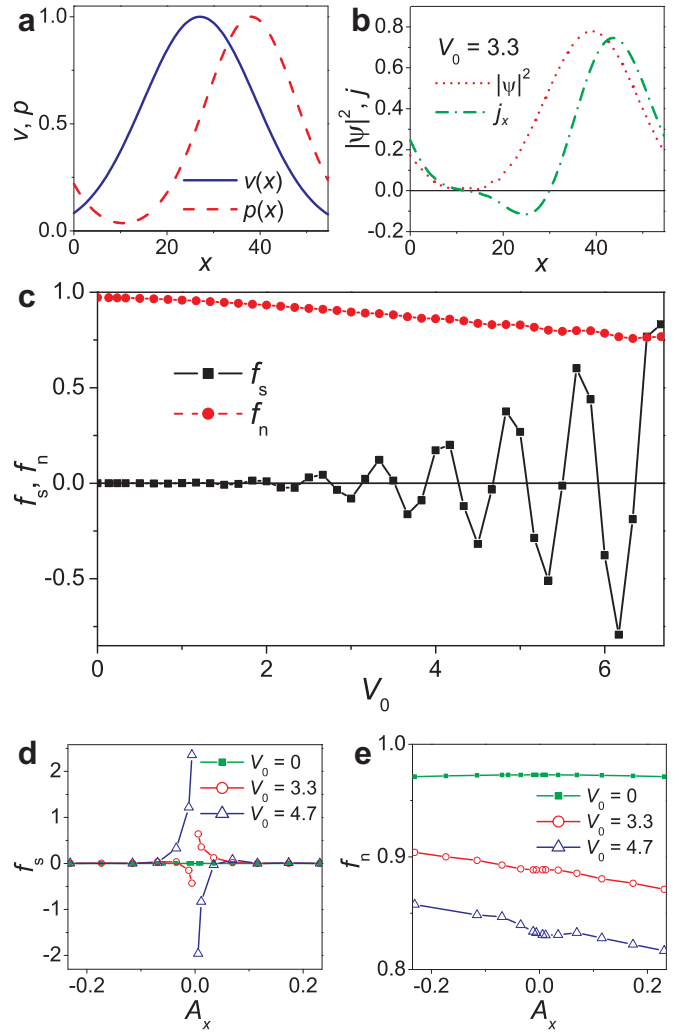 a
1.0
0.5
0.0
v, p
v(x)
p(x)
0 20 40
x
b
V₀ = 3.3
|ψ|²
jₓ
0.8
0.6
0.4
0.2
0.0
-0.2
|ψ|², j
0 20 40
x
c
1.0
0.5
0.0
-0.5
fₛ, fₙ
fₛ
fₙ
0 2 4 6
V₀
d
2
1
0
-1
-2
fₛ
V₀ = 0
V₀ = 3.3
V₀ = 4.7
-0.2 0.0 0.2
Aₓ
e
1.0
0.9
0.8
fₙ
V₀ = 0
V₀ = 3.3
V₀ = 4.7
-0.2 0.0 0.2
Aₓ